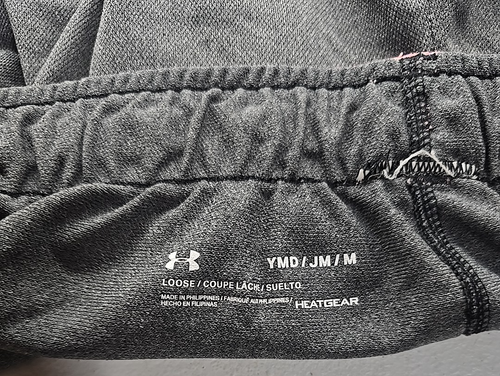 YMD / JM / M
LOOSE / COUPE LÂCHE / SUELTO
MADE IN PHILIPPINES / FABRIQUÉ AUX PHILIPPINES /
HECHO EN FILIPINAS
HEATGEAR